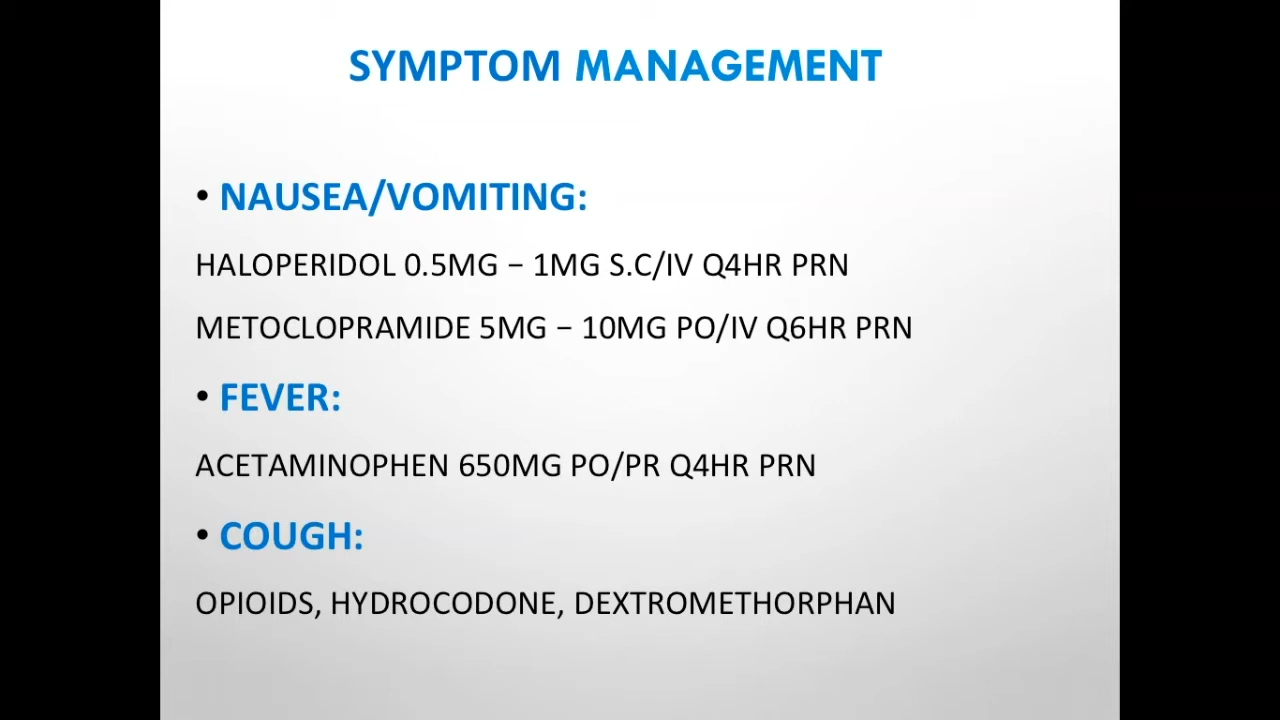 SYMPTOM MANAGEMENT
• NAUSEA/VOMITING:
HALOPERIDOL 0.5MG – 1MG S.C/IV Q4HR PRN
METOCLOPRAMIDE 5MG – 10MG PO/IV Q6HR PRN
• FEVER:
ACETAMINOPHEN 650MG PO/PR Q4HR PRN
• COUGH:
OPIOIDS, HYDROCODONE, DEXTROMETHORPHAN